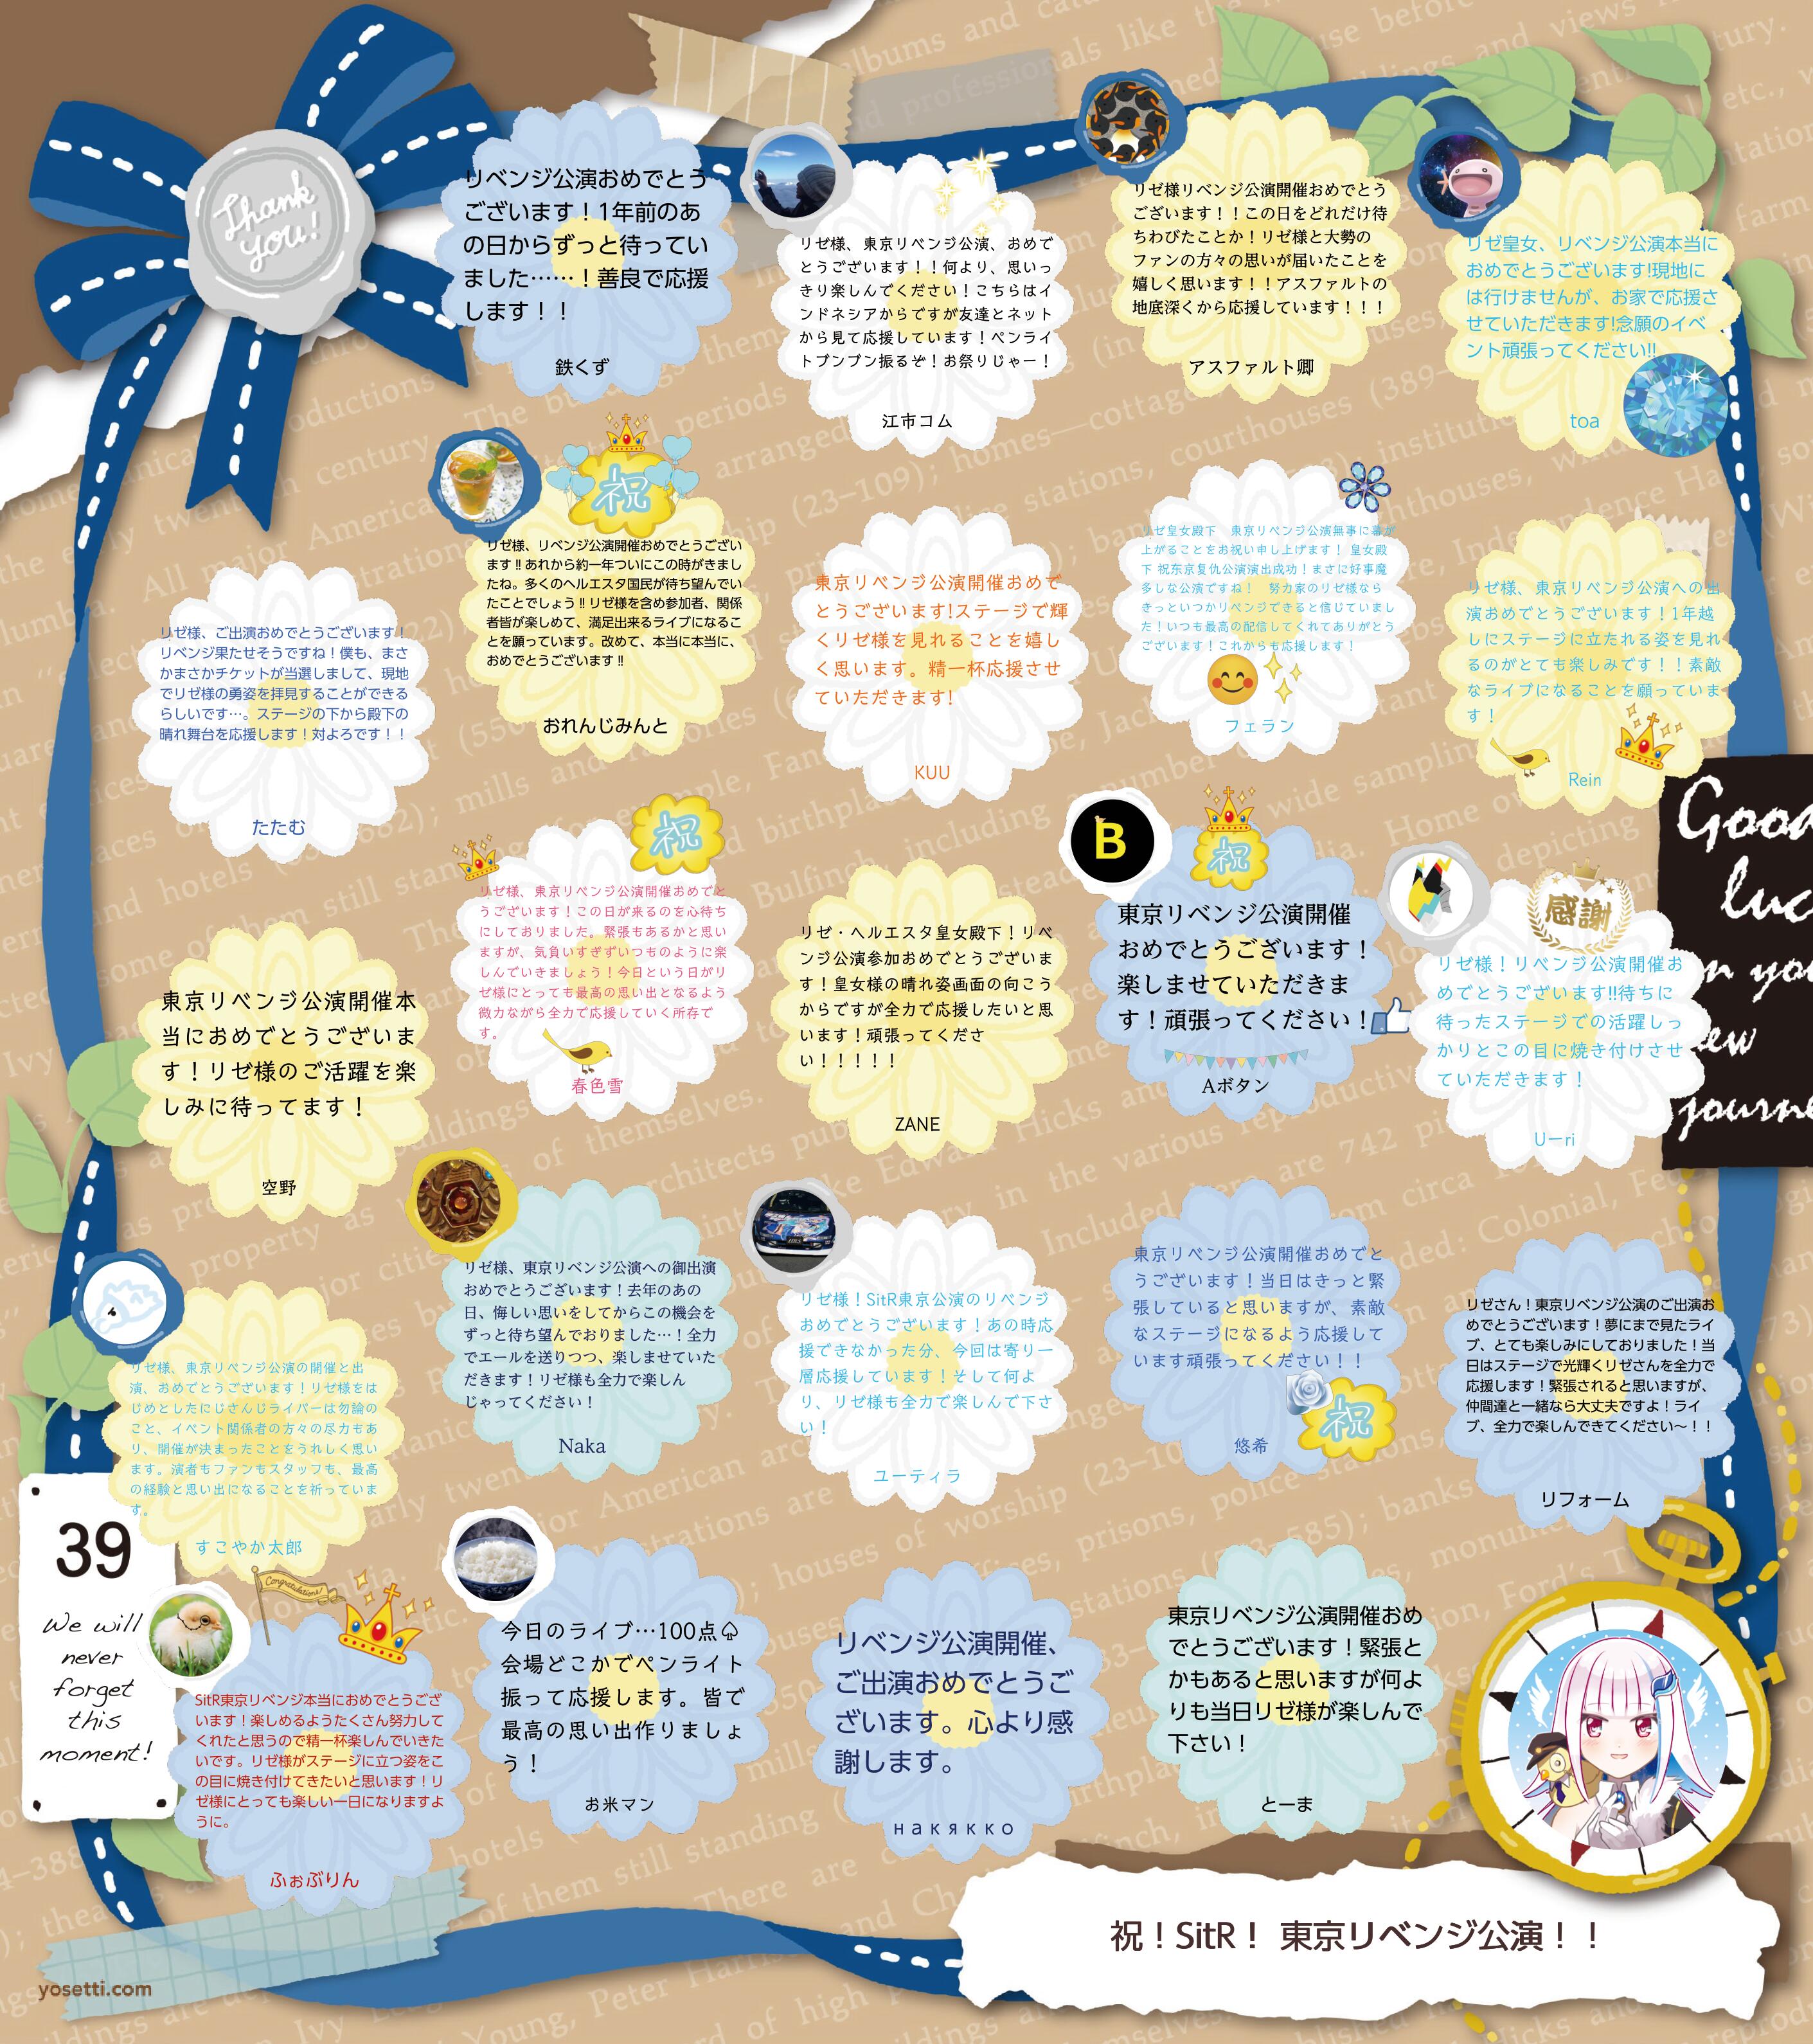 Thank
you!
リベンジ公演おめでとう
ございます！1年前のあ
の日からずっと待ってい
ました……！善良で応援
します！！
鉄くず
リゼ様、東京リベンジ公演、おめで
とうございます！！何より、思いっ
きり楽しんでください！こちらはイ
ンドネシアからですが友達とネット
から見て応援しています！ペンライ
トブンブン振るぞ！お祭りじゃー！
江市コム
リゼ様リベンジ公演開催おめでとう
ございます！！この日をどれだけ待
ちわびたことか！リゼ様と大勢の
ファンの方々の思いが届いたことを
嬉しく思います！！アスファルトの
地底深くから応援しています！！！
アスファルト卿
リゼ皇女、リベンジ公演本当に
おめでとうございます!現地に
は行けませんが、お家で応援さ
せていただきます!念願のイベ
ント頑張ってください!!
toa
リゼ様、ご出演おめでとうございます！
リベンジ果たせそうですね！僕も、まさ
かまさかチケットが当選しまして、現地
でリゼ様の勇姿を拝見することができる
らしいです…。ステージの下から殿下の
晴れ舞台を応援します！対よろです！！
たたむ
祝
リゼ様、リベンジ公演開催おめでとうござい
ます‼あれから約一年ついにこの時がきまし
たね。多くのヘルエスタ国民が待ち望んでい
たことでしょう‼リゼ様を含め参加者、関係
者皆が楽しめて、満足出来るライブになるこ
とを願っています。改めて、本当に本当に、
おめでとうございます‼
おれんじみんと
東京リベンジ公演開催おめで
とうございます!ステージで輝
くリゼ様を見れることを嬉し
く思います。精一杯応援させ
ていただきます!
KUU
リゼ皇女殿下　東京リベンジ公演無事に幕が
上がることをお祝い申し上げます！ 皇女殿
下 祝东京复仇公演演出成功！まさに好事魔
多しな公演ですね！　努力家のリゼ様なら
きっといつかリベンジできると信じていまし
た！いつも最高の配信してくれてありがとう
ございます！これからも応援します！
フェラン
リゼ様、東京リベンジ公演への出
演おめでとうございます！1年越
しにステージに立たれる姿を見れ
るのがとても楽しみです！！素敵
なライブになることを願っていま
す！
Rein
東京リベンジ公演開催本
当におめでとうございま
す！リゼ様のご活躍を楽
しみに待ってます！
空野
祝
リゼ様、東京リベンジ公演開催おめでと
うございます！この日が来るのを心待ち
にしておりました。緊張もあるかと思い
ますが、気負いすぎずいつものように楽
しんでいきましょう！今日という日がリ
ゼ様にとっても最高の思い出となるよう
微力ながら全力で応援していく所存で
す。
春色雪
リゼ・ヘルエスタ皇女殿下！リベ
ンジ公演参加おめでとうございま
す！皇女様の晴れ姿画面の向こう
からですが全力で応援したいと思
います！頑張ってくださ
い！！！！！
ZANE
B
祝
東京リベンジ公演開催
おめでとうございます！
楽しませていただきま
す！頑張ってください！
Aボタン
感謝
リゼ様！リベンジ公演開催お
めでとうございます!!待ちに
待ったステージでの活躍しっ
かりとこの目に焼き付けさせ
ていただきます！
Uーri
Good
luc
n you
ew
journe
リゼ様、東京リベンジ公演の開催と出
演、おめでとうございます！リゼ様をは
じめとしたにじさんじライバーは勿論の
こと、イベント関係者の方々の尽力もあ
り、開催が決まったことをうれしく思い
ます。演者もファンもスタッフも、最高
の経験と思い出になることを祈っていま
す。
すこやか太郎
リゼ様、東京リベンジ公演への御出演
おめでとうございます！去年のあの
日、悔しい思いをしてからこの機会を
ずっと待ち望んでおりました…！全力
でエールを送りつつ、楽しませていた
だきます！リゼ様も全力で楽しん
じゃってください！
Naka
リゼ様！SitR東京公演のリベンジ
おめでとうございます！あの時応
援できなかった分、今回は寄り一
層応援しています！そして何よ
り、リゼ様も全力で楽しんで下さ
い！
ユーティラ
東京リベンジ公演開催おめでと
うございます！当日はきっと緊
張していると思いますが、素敵
なステージになるよう応援して
います頑張ってください！！
祝
悠希
リゼさん！東京リベンジ公演のご出演お
めでとうございます！夢にまで見たライ
ブ、とても楽しみにしておりました！当
日はステージで光輝くリゼさんを全力で
応援します！緊張されると思いますが、
仲間達と一緒なら大丈夫ですよ！ライ
ブ、全力で楽しんできてください〜！！
リフォーム
39
We will
never
forget
this
moment!
Congratulations!
SitR東京リベンジ本当におめでとうござ
います！楽しめるようたくさん努力して
くれたと思うので精一杯楽しんでいきた
いです。リゼ様がステージに立つ姿をこ
の目に焼き付けてきたいと思います！リ
ゼ様にとっても楽しい一日になりますよ
うに。
ふぉぶりん
今日のライブ…100点♤
会場どこかでペンライト
振って応援します。皆で
最高の思い出作りましょ
う！
お米マン
リベンジ公演開催、
ご出演おめでとうご
ざいます。心より感
謝します。
накякко
東京リベンジ公演開催おめ
でとうございます！緊張と
かもあると思いますが何よ
りも当日リゼ様が楽しんで
下さい！
とーま
祝！SitR！ 東京リベンジ公演！！
yosetti.com